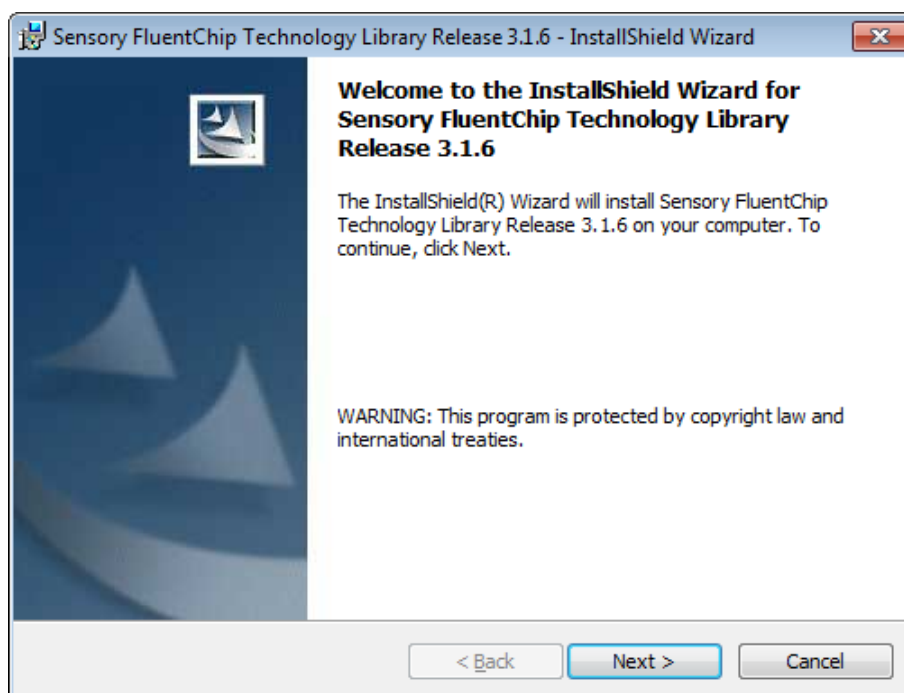 Sensory FluentChip Technology Library Release 3.1.6 - InstallShield Wizard
Welcome to the InstallShield Wizard for
Sensory FluentChip Technology Library
Release 3.1.6
The InstallShield(R) Wizard will install Sensory FluentChip
Technology Library Release 3.1.6 on your computer. To
continue, click Next.
WARNING: This program is protected by copyright law and
international treaties.
< Back Next > Cancel